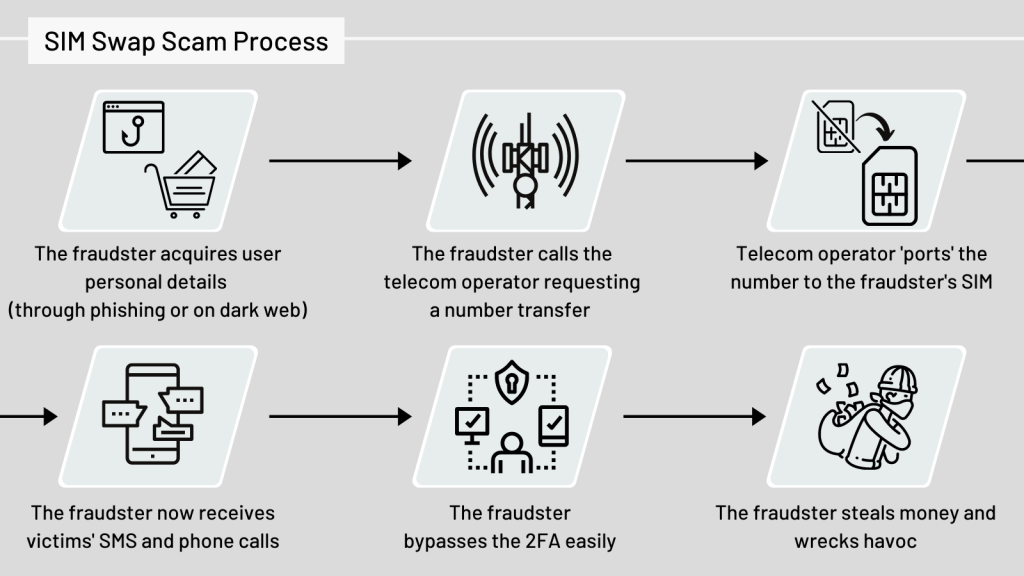 SIM Swap Scam Process
The fraudster acquires user
personal details
(through phishing or on dark web)
The fraudster calls the
telecom operator requesting
a number transfer
Telecom operator 'ports' the
number to the fraudster's SIM
The fraudster now receives
victims' SMS and phone calls
The fraudster
bypasses the 2FA easily
The fraudster steals money and
wrecks havoc